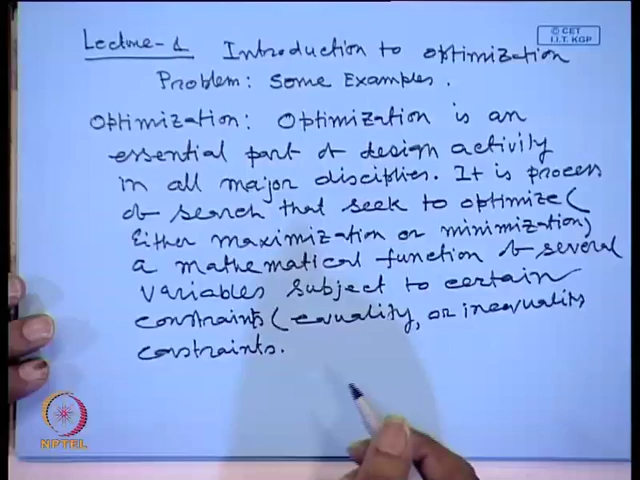 © CET
I.I.T. KGP
Lecture-1 Introduction to optimization
Problem: Some Examples.
Optimization: Optimization is an
essential part of design activity
in all major disciplies. It is process
of search that seek to optimize (
Either maximization or minimization)
a mathematical function of several
variables subject to certain
constraints (equality, or inequality
constraints.
NPTEL